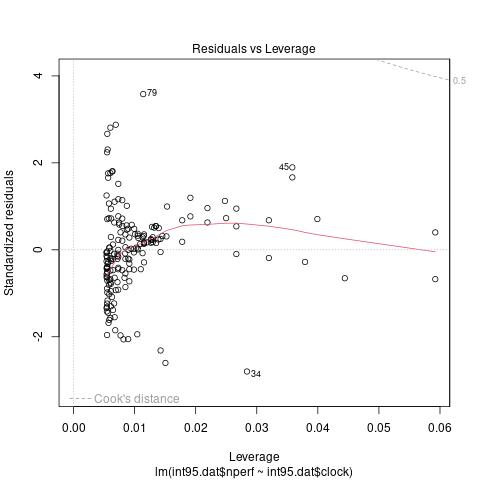 Residuals vs Leverage
4
2
0
-2
Standardized residuals
79
45
34
0.5
Cook's distance
0.00 0.01 0.02 0.03 0.04 0.05 0.06
Leverage
lm(int95.dat$nperf ~ int95.dat$clock)